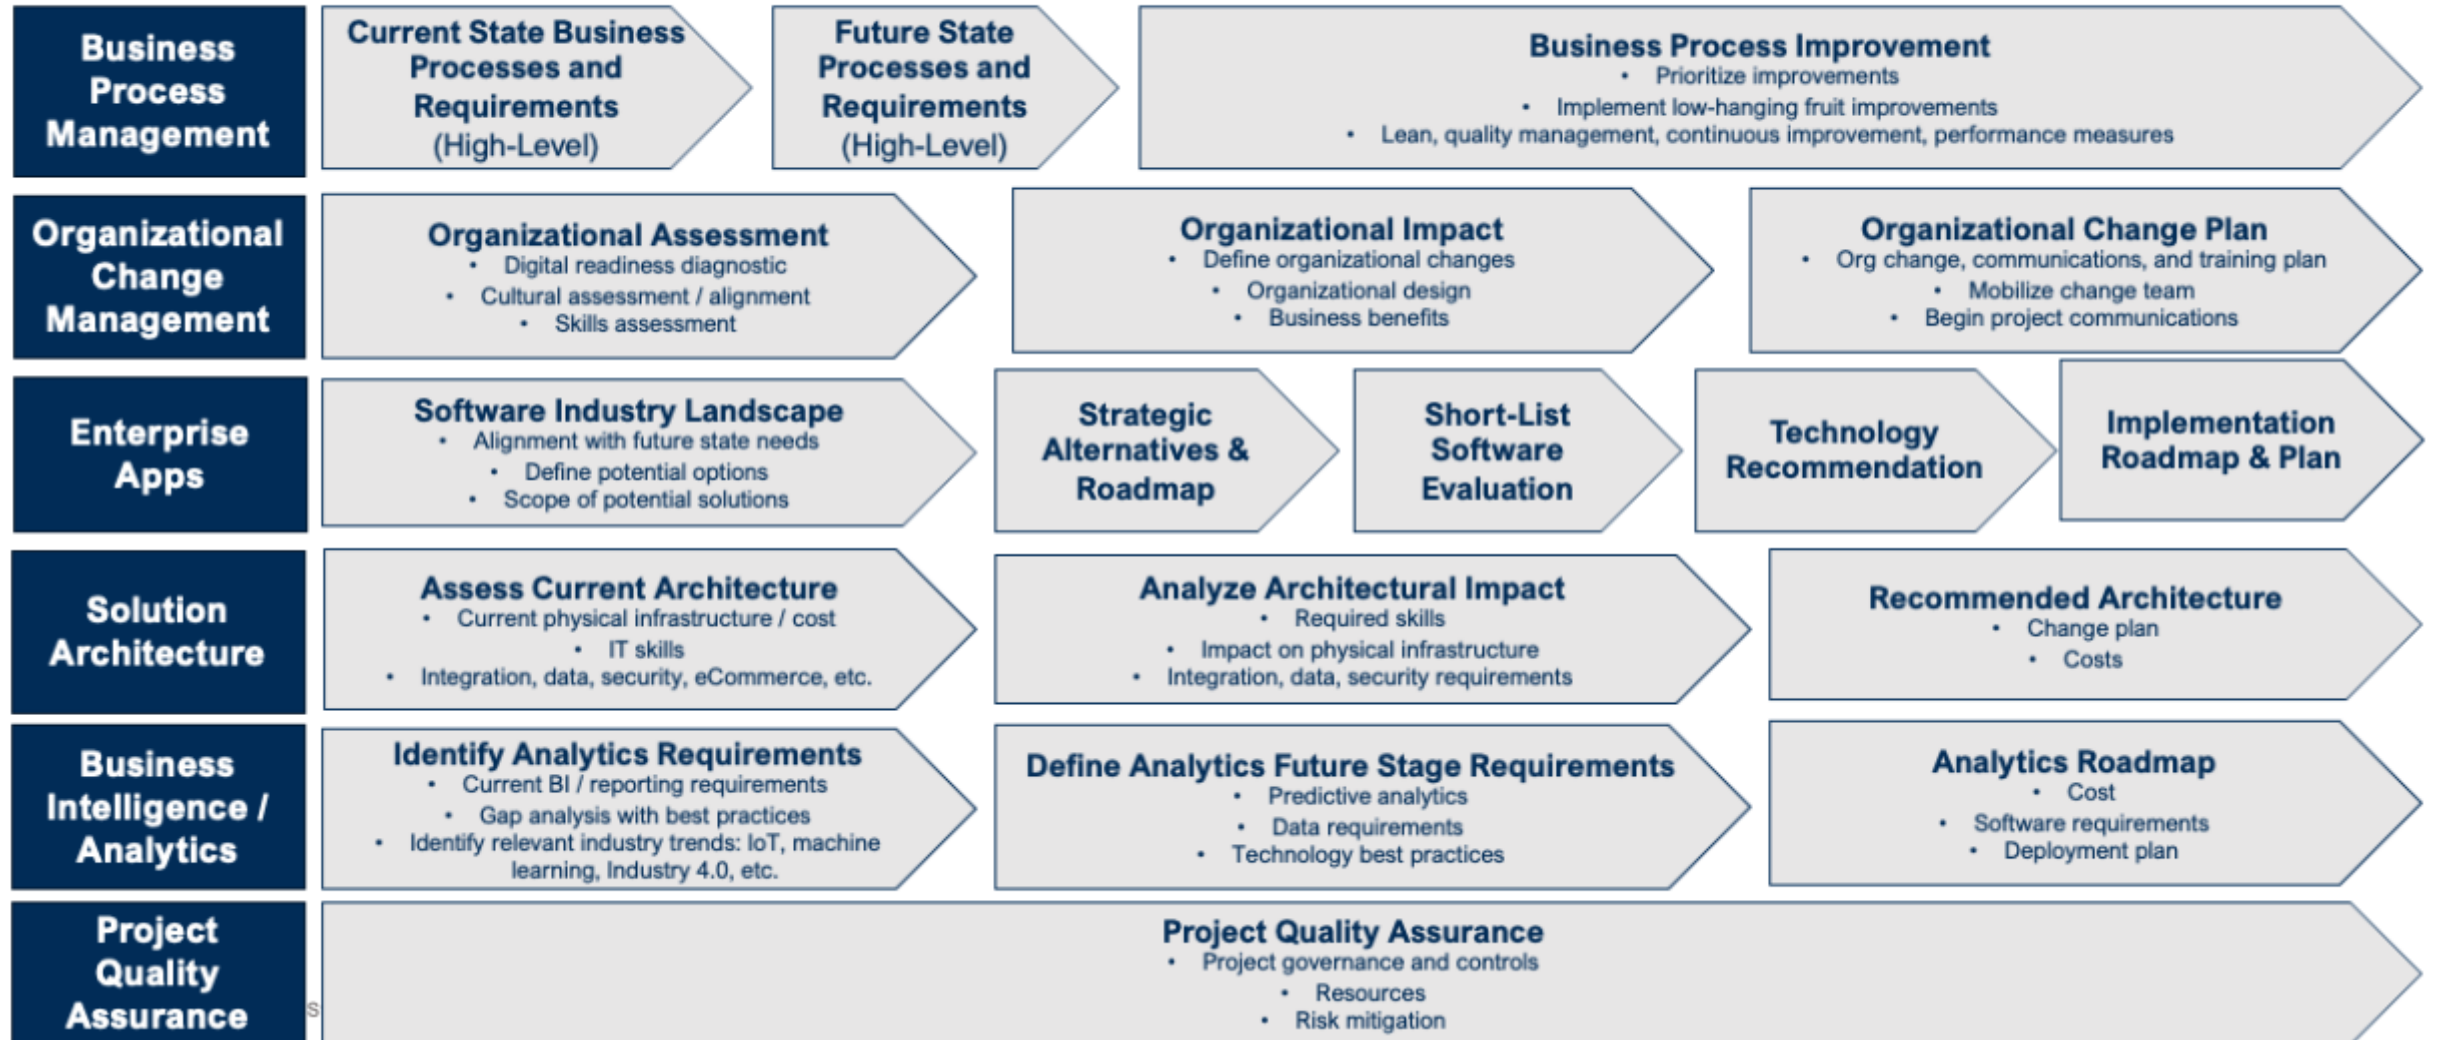 Business
Process
Management
Current State Business
Processes and
Requirements
(High-Level)
Future State
Processes and
Requirements
(High-Level)
Business Process Improvement
• Prioritize improvements
• Implement low-hanging fruit improvements
• Lean, quality management, continuous improvement, performance measures
Organizational
Change
Management
Organizational Assessment
• Digital readiness diagnostic
• Cultural assessment / alignment
• Skills assessment
Organizational Impact
• Define organizational changes
• Organizational design
• Business benefits
Organizational Change Plan
• Org change, communications, and training plan
• Mobilize change team
• Begin project communications
Enterprise
Apps
Software Industry Landscape
• Alignment with future state needs
• Define potential options
• Scope of potential solutions
Strategic
Alternatives &
Roadmap
Short-List
Software
Evaluation
Technology
Recommendation
Implementation
Roadmap & Plan
Solution
Architecture
Assess Current Architecture
• Current physical infrastructure / cost
• IT skills
• Integration, data, security, eCommerce, etc.
Analyze Architectural Impact
• Required skills
• Impact on physical infrastructure
• Integration, data, security requirements
Recommended Architecture
• Change plan
• Costs
Business
Intelligence /
Analytics
Identify Analytics Requirements
• Current BI / reporting requirements
• Gap analysis with best practices
• Identify relevant industry trends: IoT, machine
learning, Industry 4.0, etc.
Define Analytics Future Stage Requirements
• Predictive analytics
• Data requirements
• Technology best practices
Analytics Roadmap
• Cost
• Software requirements
• Deployment plan
Project
Quality
Assurance
s
Project Quality Assurance
• Project governance and controls
• Resources
• Risk mitigation